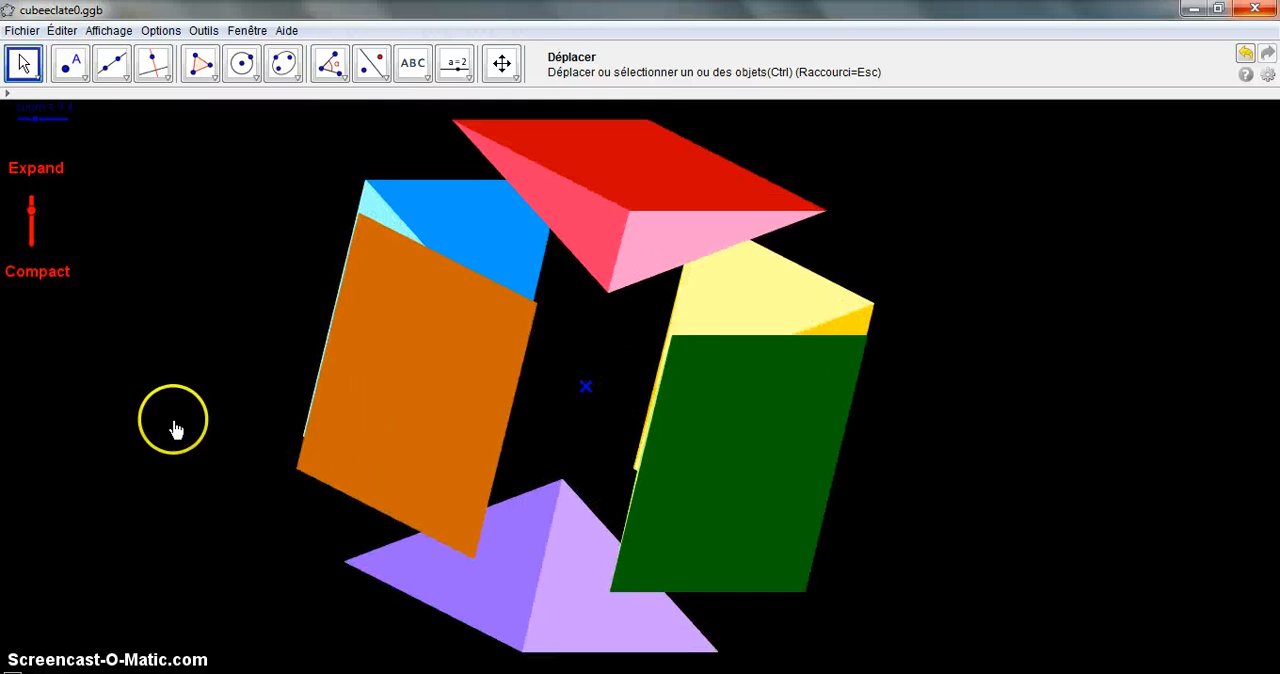 cubeeclate0.ggb
Fichier Éditer Affichage Options Outils Fenêtre Aide
A
α
ABC
a=2
Déplacer
Déplacer ou sélectionner un ou des objets(Ctrl) (Raccourci=Esc)
Expand
Compact
Screencast-O-Matic.com